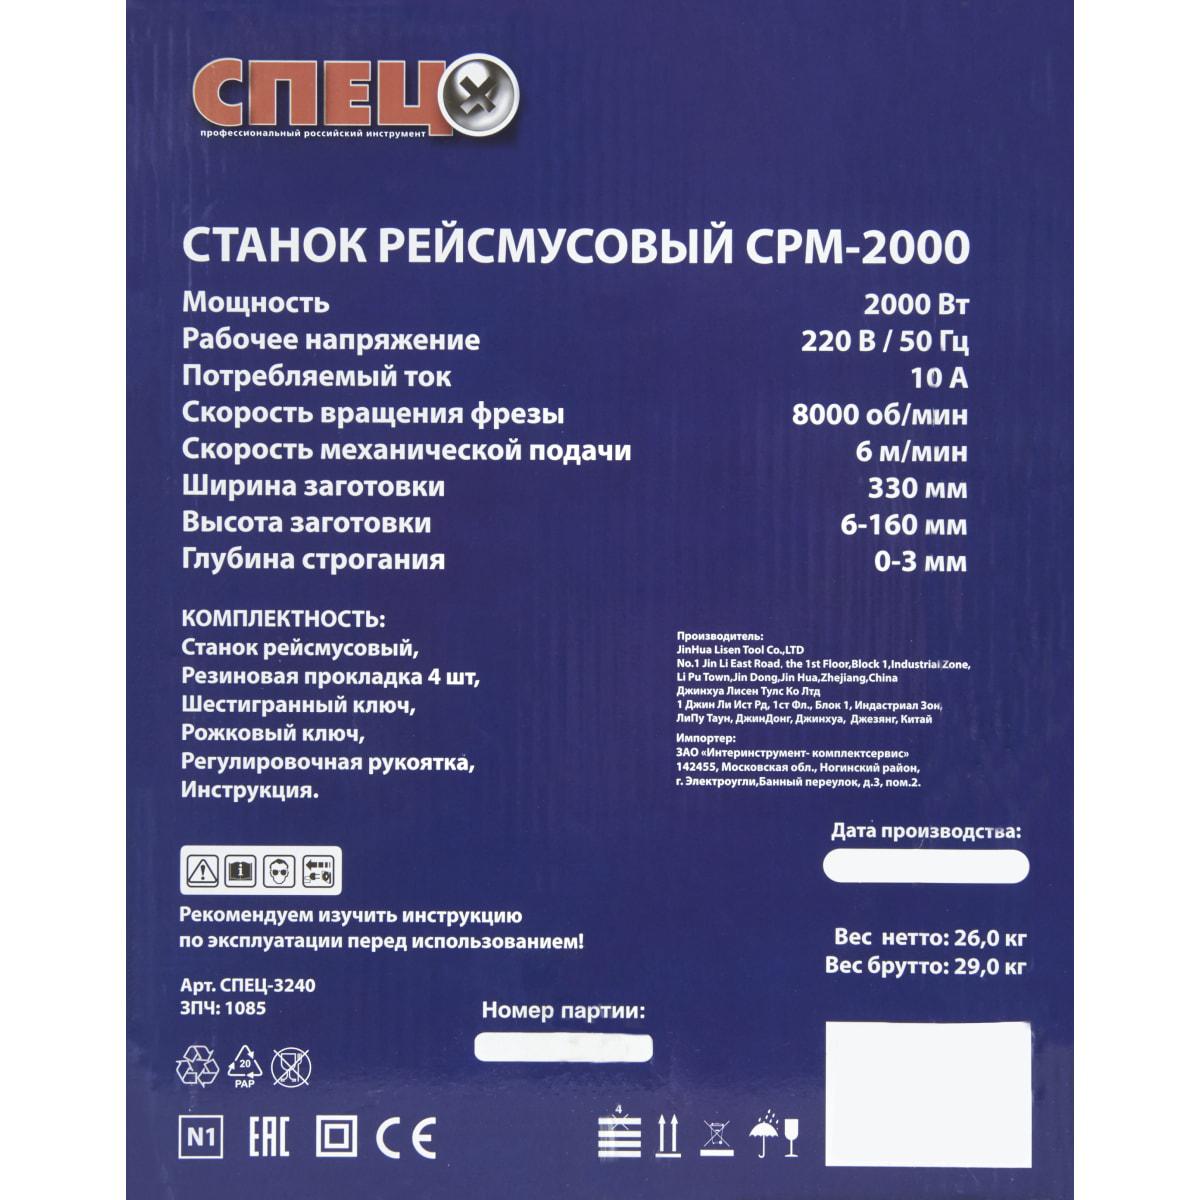 СПЕЦ
профессиональный российский инструмент
СТАНОК РЕЙСМУСОВЫЙ СРМ-2000
Мощность 2000 Вт
Рабочее напряжение 220 В / 50 Гц
Потребляемый ток 10 А
Скорость вращения фрезы 8000 об/мин
Скорость механической подачи 6 м/мин
Ширина заготовки 330 мм
Высота заготовки 6-160 мм
Глубина строгания 0-3 мм
КОМПЛЕКТНОСТЬ:
Станок рейсмусовый,
Резиновая прокладка 4 шт,
Шестигранный ключ,
Рожковый ключ,
Регулировочная рукоятка,
Инструкция.
Производитель:
JinHua Lisen Tool Co.,LTD
No.1 Jin Li East Road, the 1st Floor,Block 1,Industrial Zone,
Li Pu Town,Jin Dong,Jin Hua,Zhejiang,China
Джинхуа Лисен Тулс Ко Лтд
1 Джин Ли Ист Рд, 1ст Фл., Блок 1, Индастриал Зон,
ЛиПу Таун, ДжинДонг, Джинхуа, Джезянг, Китай
Импортер:
ЗАО «Интеринструмент- комплектсервис»
142455, Московская обл., Ногинский район,
г. Электроугли,Банный переулок, д.3, пом.2.
Дата производства:
Рекомендуем изучить инструкцию
по эксплуатации перед использованием!
Вес нетто: 26,0 кг
Вес брутто: 29,0 кг
Арт. СПЕЦ-3240
ЗПЧ: 1085
Номер партии:
20
PAP
N1 EAC CE
4